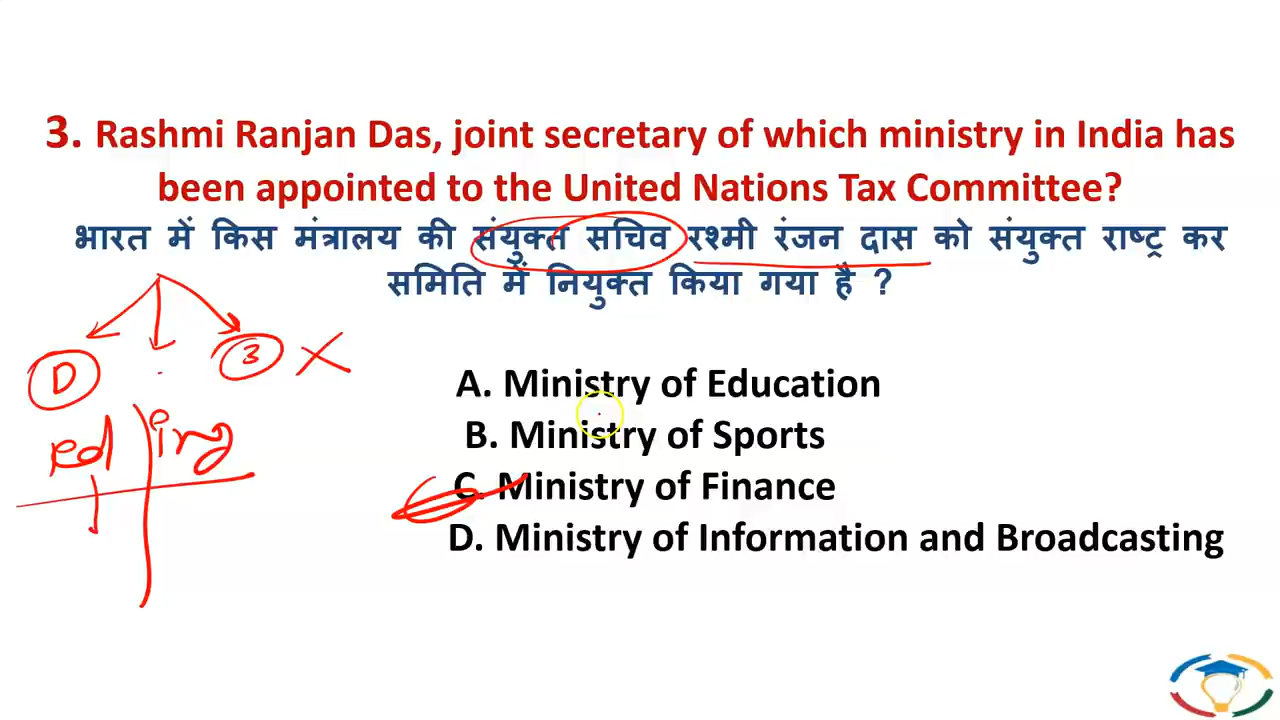 3. Rashmi Ranjan Das, joint secretary of which ministry in India has
been appointed to the United Nations Tax Committee?
भारत में किस मंत्रालय की संयुक्त सचिव रश्मी रंजन दास को संयुक्त राष्ट्र कर
समिति में नियुक्त किया गया है ?
D
3
ed ing
A. Ministry of Education
B. Ministry of Sports
C. Ministry of Finance
D. Ministry of Information and Broadcasting